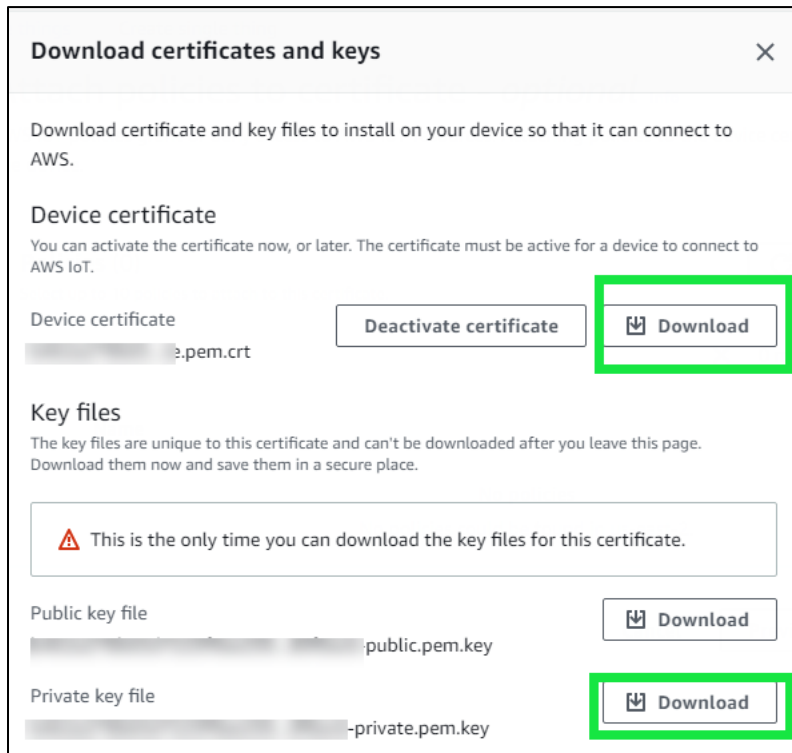 Download certificates and keys
Download certificate and key files to install on your device so that it can connect to
AWS.
Device certificate
You can activate the certificate now, or later. The certificate must be active for a device to connect to
AWS IoT.
Device certificate
Deactivate certificate
Download
e.pem.crt
Key files
The key files are unique to this certificate and can't be downloaded after you leave this page.
Download them now and save them in a secure place.
This is the only time you can download the key files for this certificate.
Public key file
Download
-public.pem.key
Private key file
Download
-private.pem.key